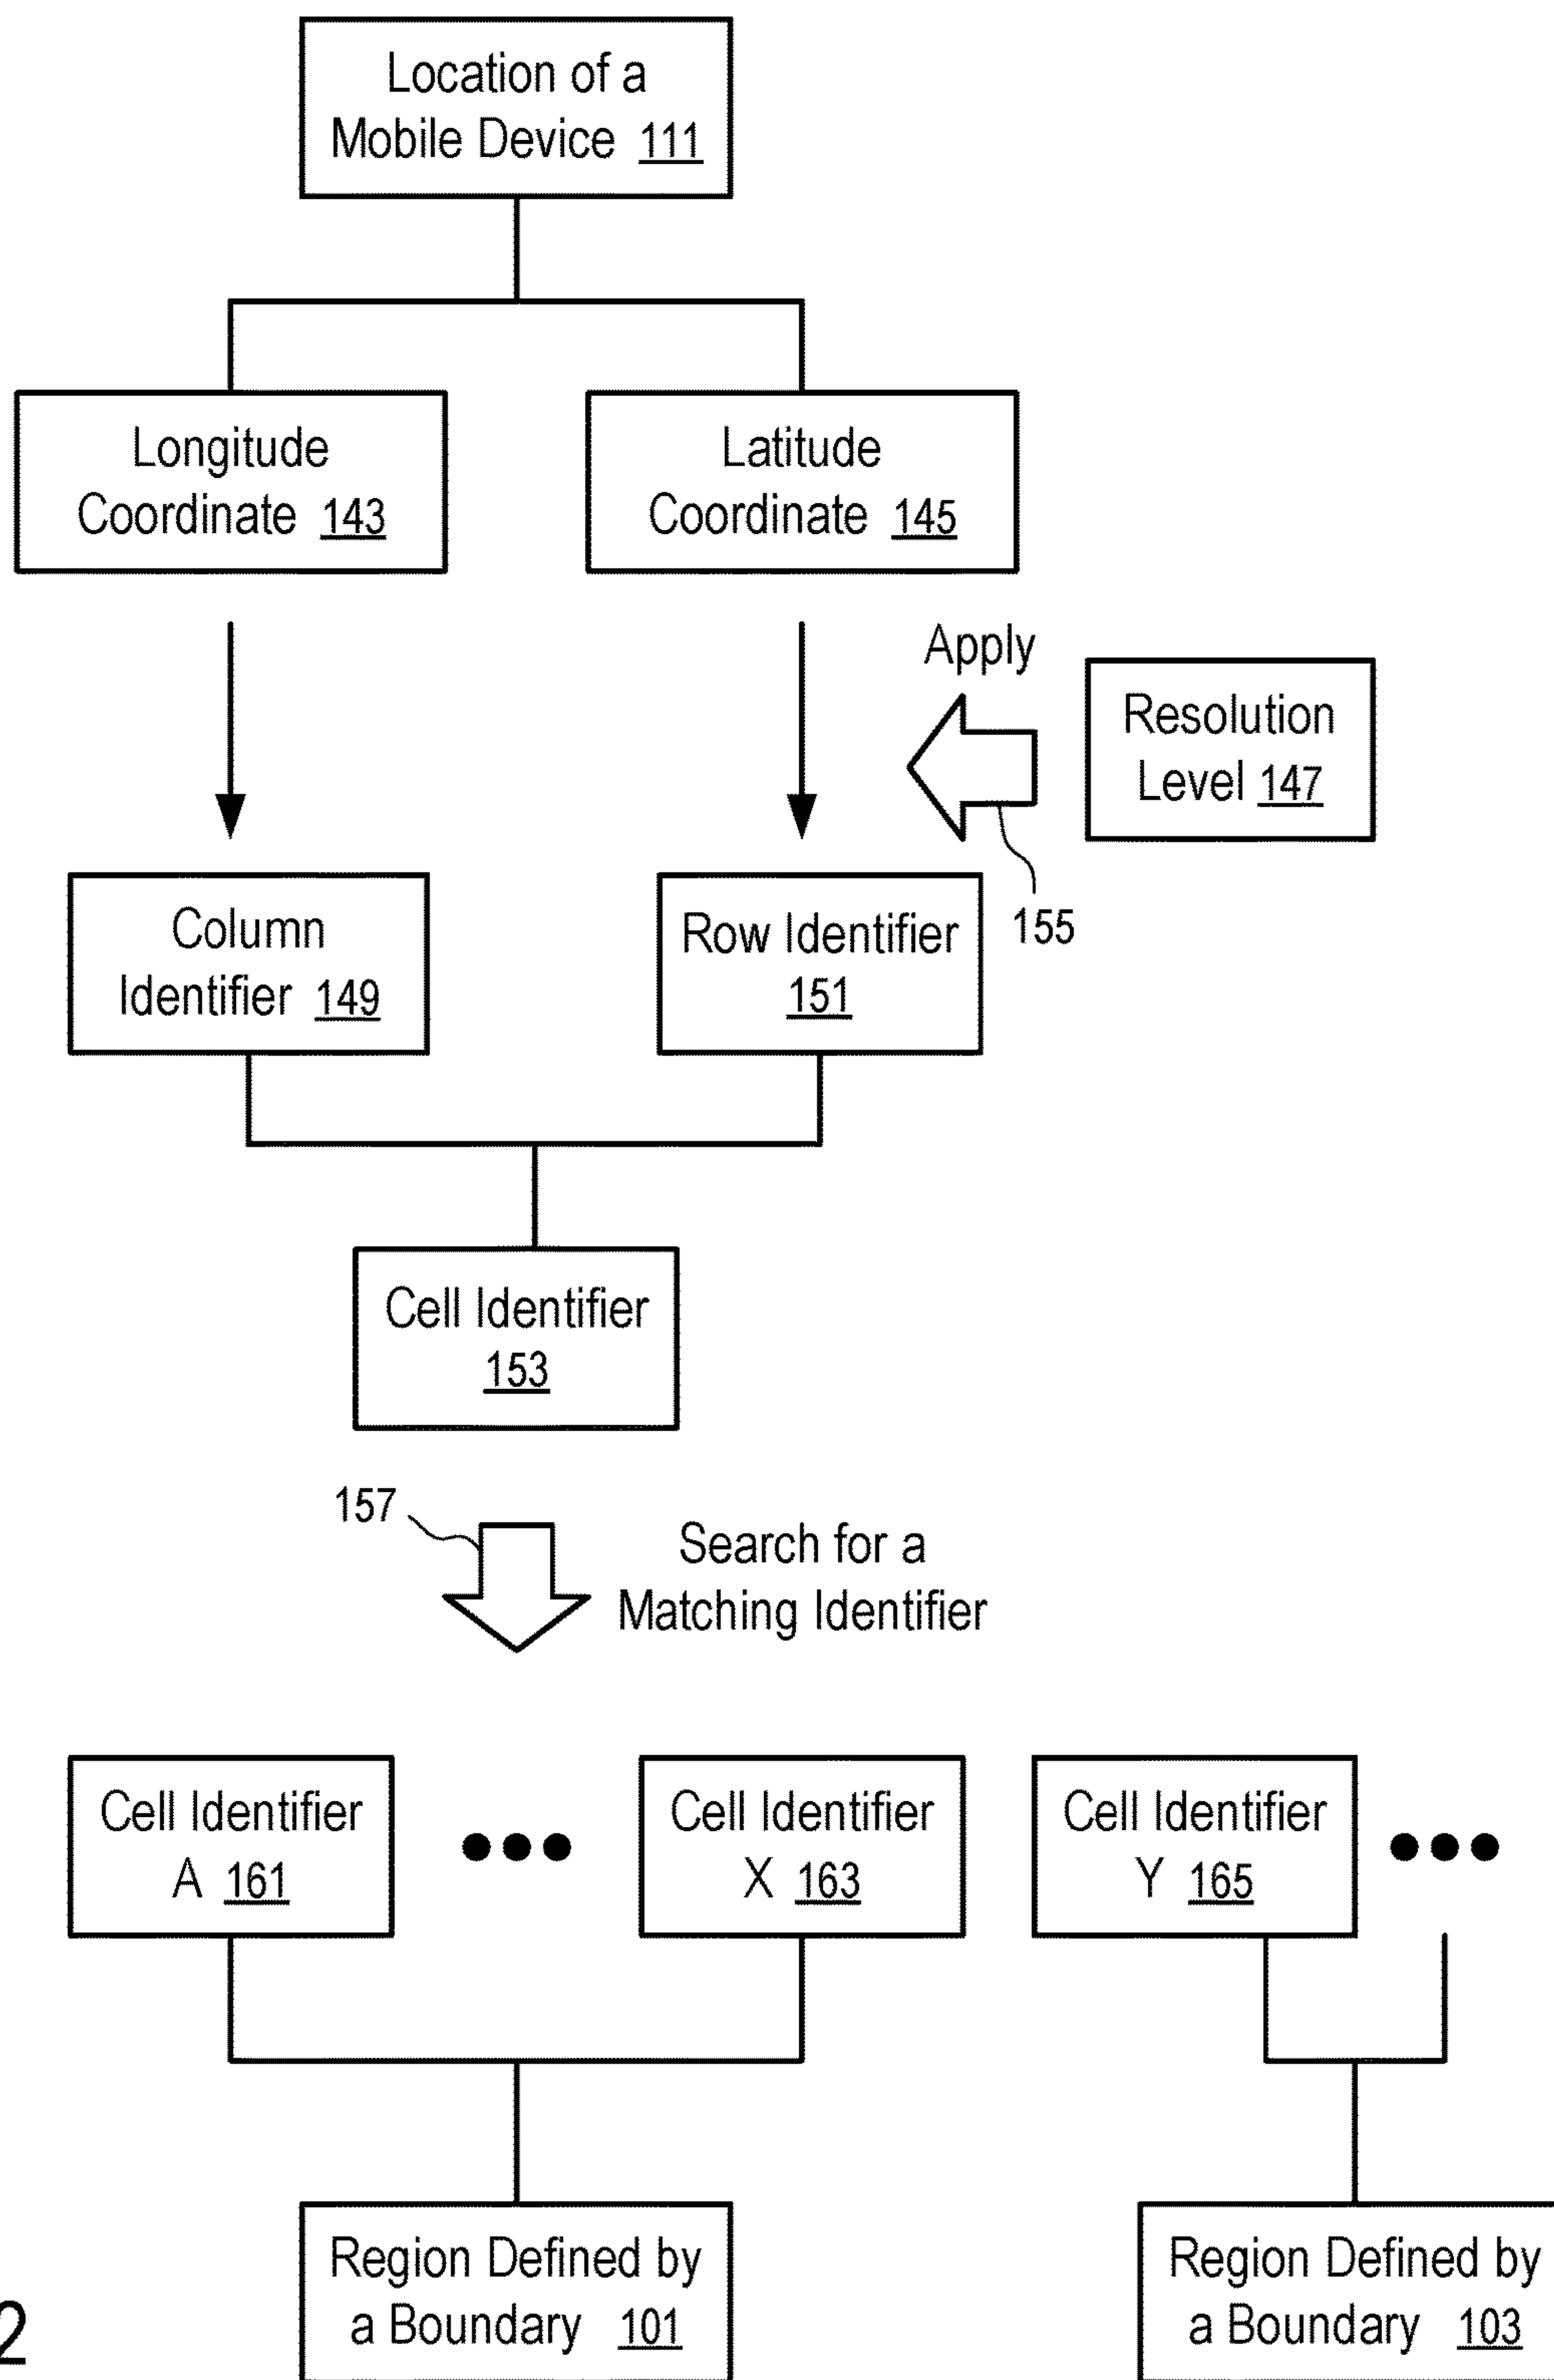 Location of a
Mobile Device 111
Longitude
Coordinate 143
Latitude
Coordinate 145
Apply
Resolution
Level 147
155
Column
Identifier 149
Row Identifier
151
Cell Identifier
153
157
Search for a
Matching Identifier
Cell Identifier
A 161
Cell Identifier
X 163
Cell Identifier
Y 165
Region Defined by
a Boundary 101
Region Defined by
a Boundary 103
2